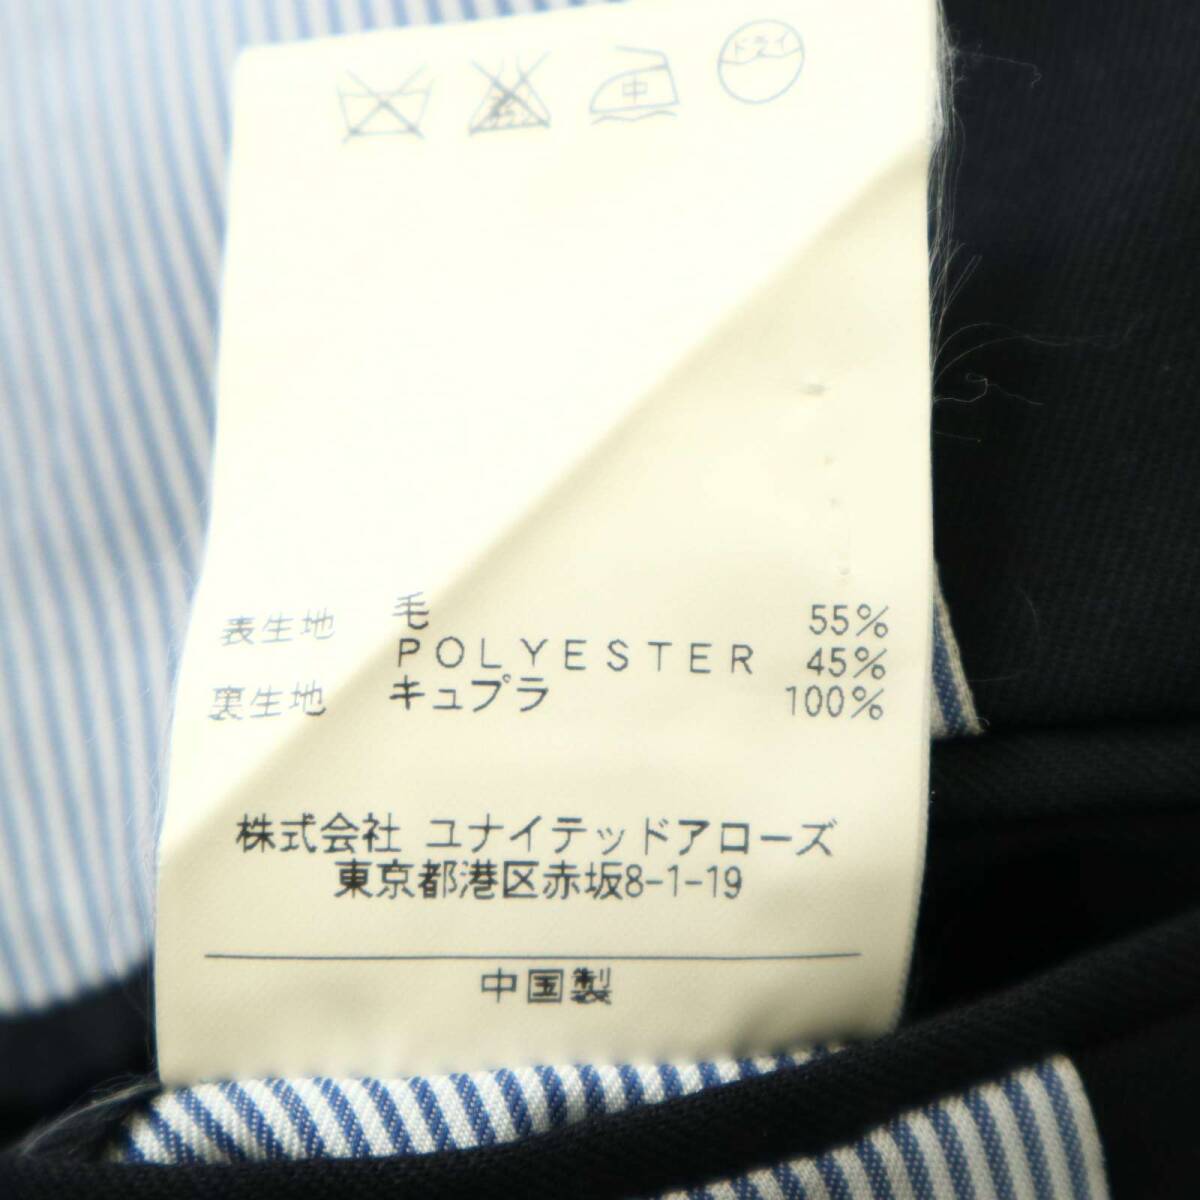 中 ドライ
表生地 毛 55%
POLYESTER 45%
裏生地 キュプラ 100%
株式会社 ユナイテッドアローズ
東京都港区赤坂8-1-19
中国製